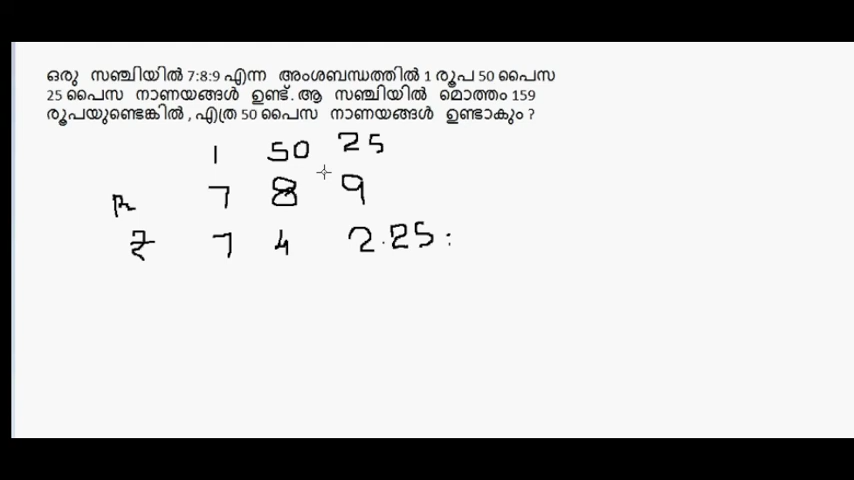 ഒരു സഞ്ചിയിൽ 7:8:9 എന്ന അംശബന്ധത്തിൽ 1 രൂപ 50 പൈസ
25 പൈസ നാണയങ്ങൾ ഉണ്ട്. ആ സഞ്ചിയിൽ മൊത്തം 159
രൂപയുണ്ടെങ്കിൽ , എത്ര 50 പൈസ നാണയങ്ങൾ ഉണ്ടാകും ?
1 50 25
7 8 9
₹ 7 4 2.25 :